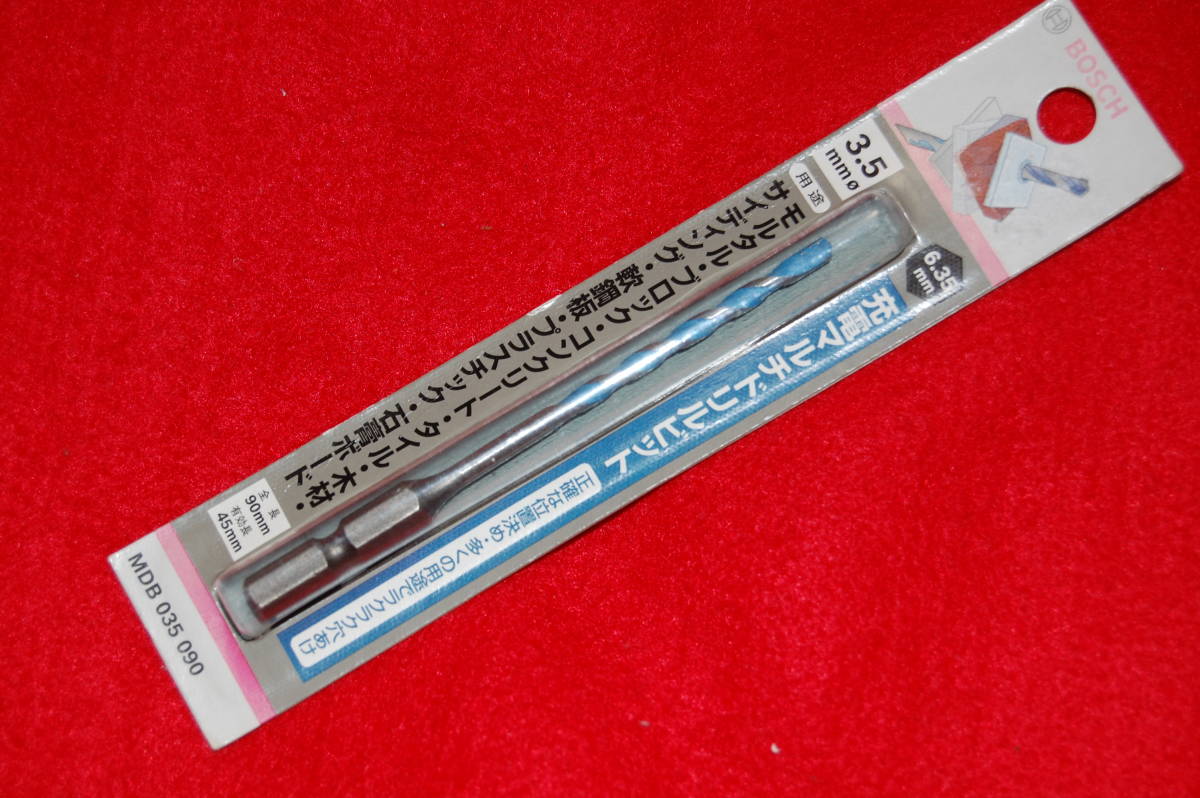 BOSCH
3.5
mmø
用途
モルタル・ブロック・コンクリート・タイル・木材・
サイディング・軟鋼板・プラスチック・石膏ボード
6.35
mm
充電マルチドリルビット
正確な位置決め・多くの用途でラクラク穴あけ
全長
90mm
有効長
45mm
MDB 035 090